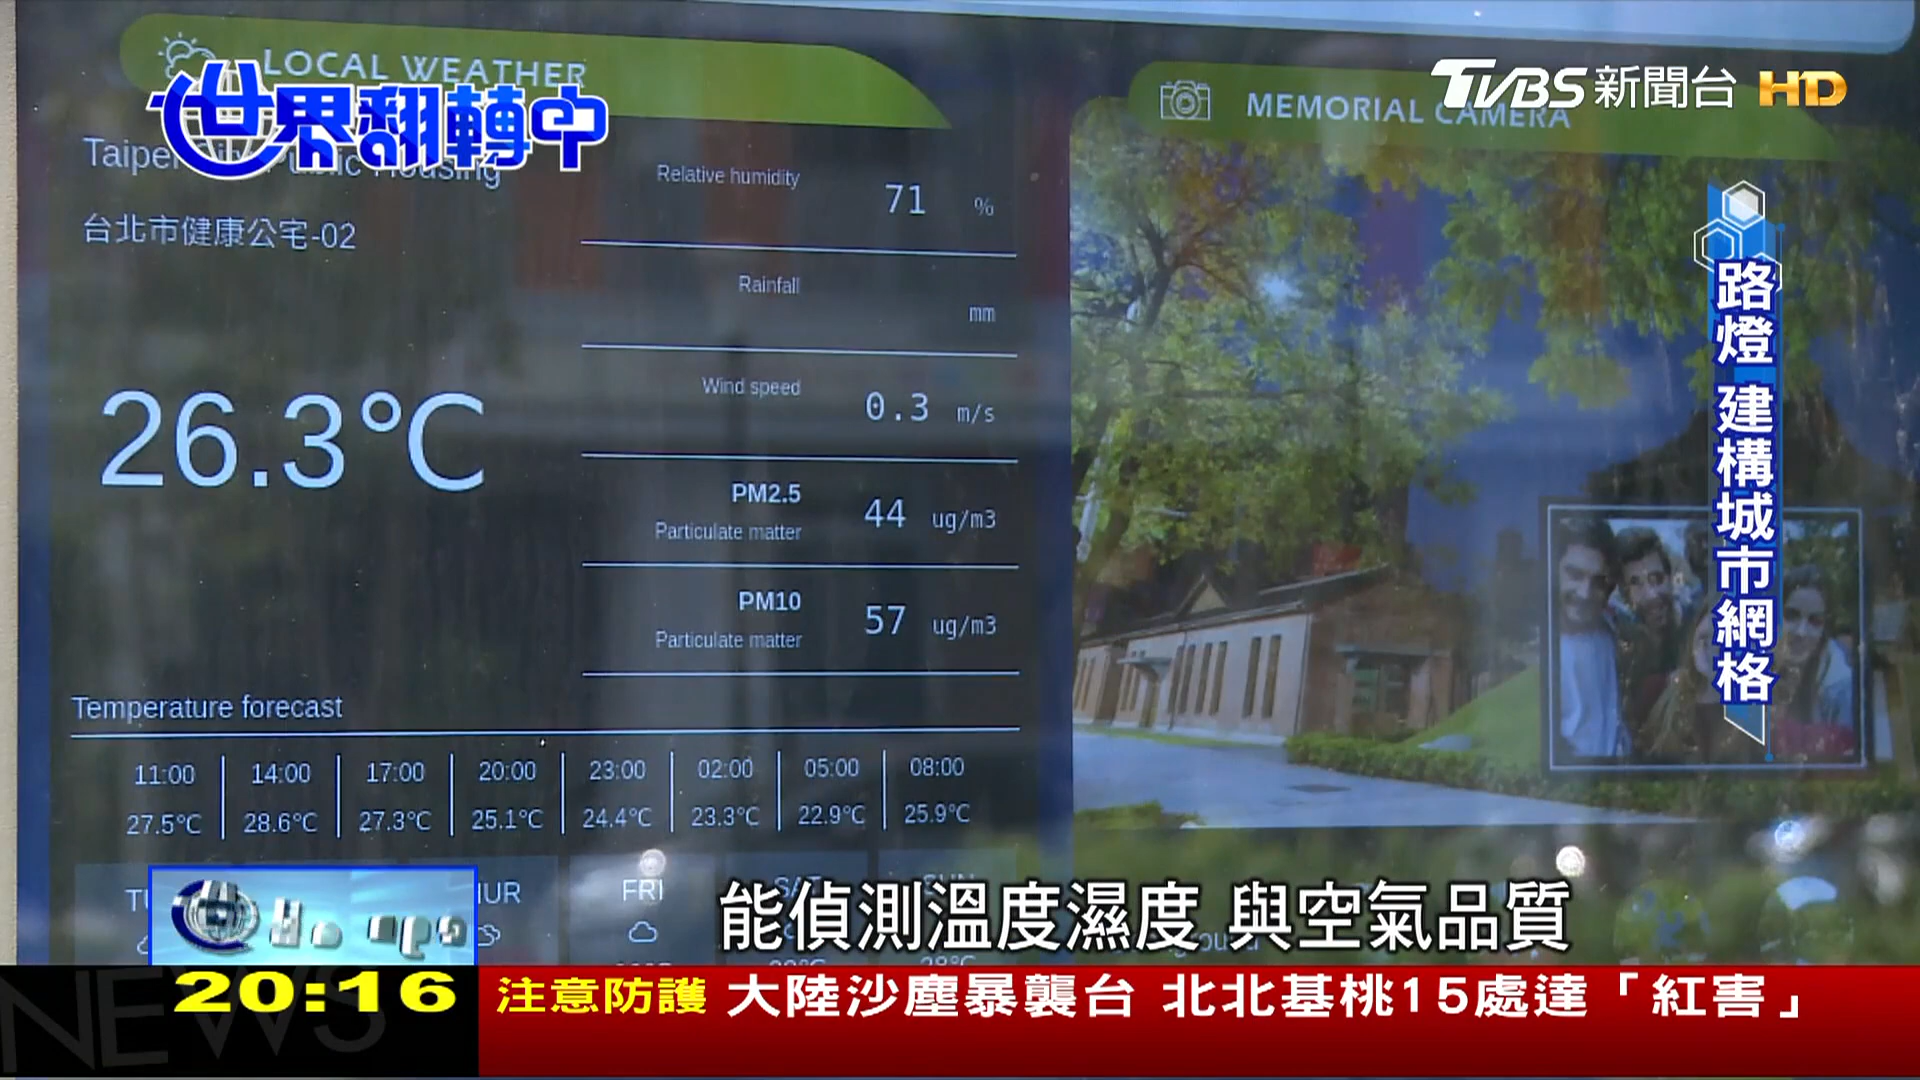 LOCAL WEATHER
世界翻轉中
Taipei City Public Housing
台北市健康公宅-02
26.3°C
Relative humidity 71 %
Rainfall mm
Wind speed 0.3 m/s
PM2.5 44 ug/m3
Particulate matter
PM10 57 ug/m3
Particulate matter
Temperature forecast
11:00 14:00 17:00 20:00 23:00 02:00 05:00 08:00
27.5°C 28.6°C 27.3°C 25.1°C 24.4°C 23.3°C 22.9°C 25.9°C
FRI
MEMORIAL CAMERA
TVBS新聞台 HD
路燈 建構城市網格
能偵測溫度濕度 與空氣品質
NEWS
20:16
注意防護 大陸沙塵暴襲台 北北基桃15處達「紅害」